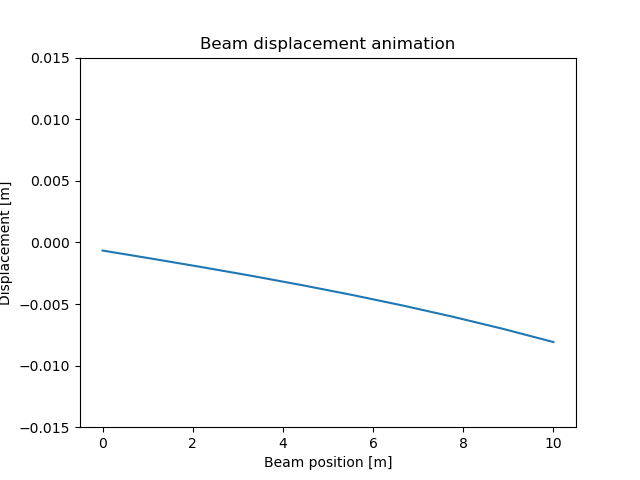 Beam displacement animation
0.015
0.010
0.005
0.000
−0.005
−0.010
−0.015
Displacement [m]
0 2 4 6 8 10
Beam position [m]